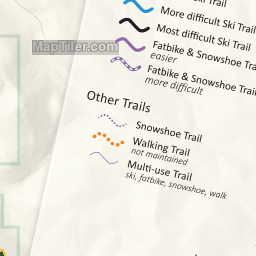 Ski Trail
More difficult Ski Trail
Most difficult Ski Trail
Fatbike & Snowshoe
easier
Fatbike & Snowshoe Trail
more difficult
Other Trails
Snowshoe Trail
Walking Trail
not maintained
Multi-use Trail
ski, fatbike, snowshoe, walk
MapTiler.com